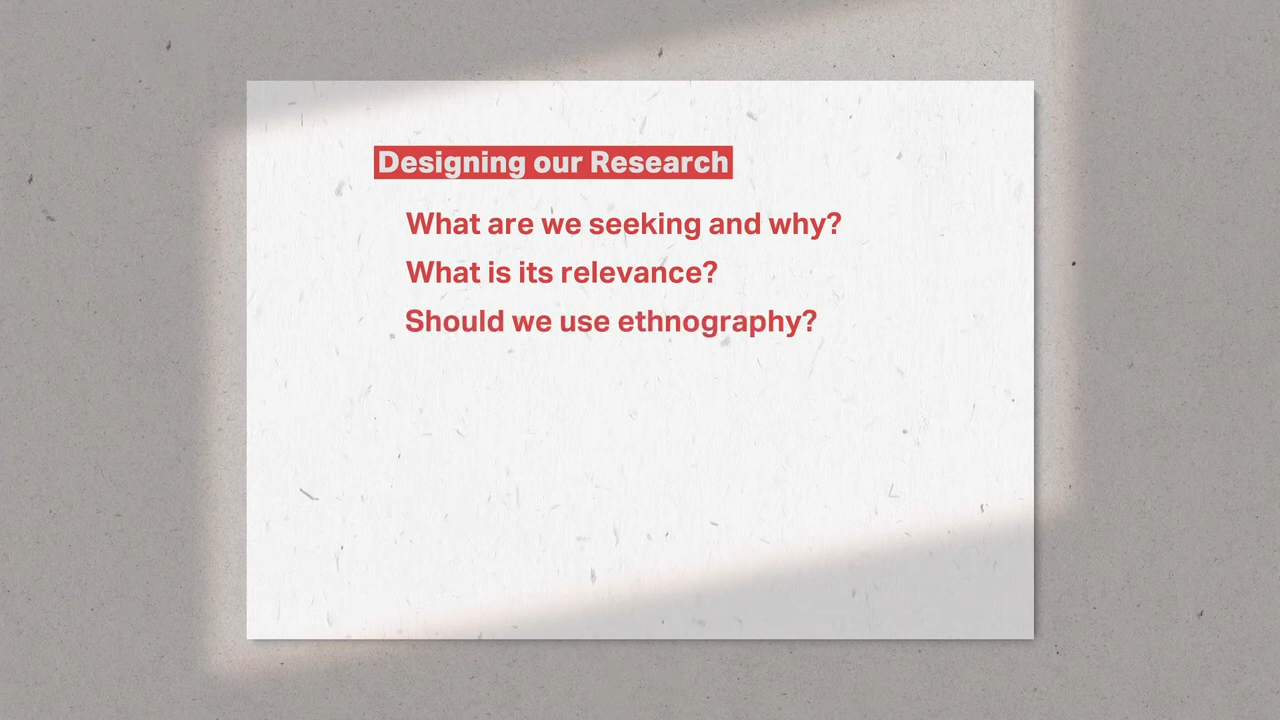 Designing our Research
What are we seeking and why?
What is its relevance?
Should we use ethnography?